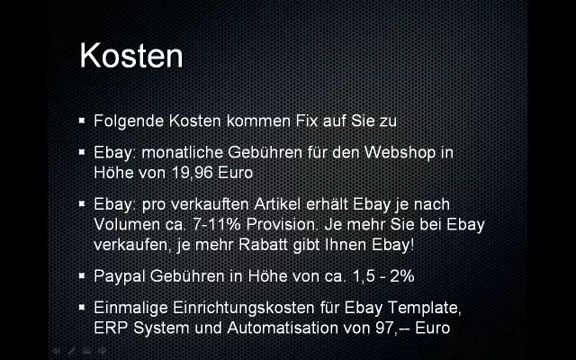 Kosten
▪ Folgende Kosten kommen Fix auf Sie zu
▪ Ebay: monatliche Gebühren für den Webshop in
Höhe von 19,96 Euro
▪ Ebay: pro verkauften Artikel erhält Ebay je nach
Volumen ca. 7-11% Provision. Je mehr Sie bei Ebay
verkaufen, je mehr Rabatt gibt Ihnen Ebay!
▪ Paypal Gebühren in Höhe von ca. 1,5 - 2%
▪ Einmalige Einrichtungskosten für Ebay Template,
ERP System und Automatisation von 97,-- Euro